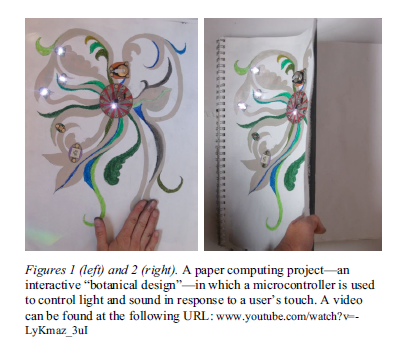 Figures 1 (left) and 2 (right). A paper computing project—an
interactive “botanical design”—in which a microcontroller is used
to control light and sound in response to a user’s touch. A video
can be found at the following URL: www.youtube.com/watch?v=-
LyKmaz_3uI